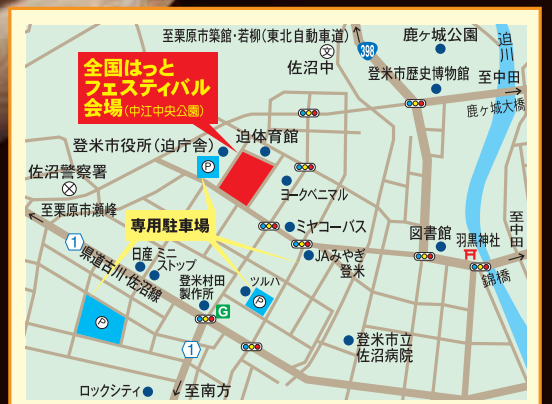 至栗原市築館・若柳(東北自動車道)
398
鹿ヶ城公園
迫川
佐沼中
登米市歴史博物館
至中田
鹿ヶ城大橋
全国はっと
フェスティバル
会場(中江中央公園)
登米市役所(迫庁舎)
迫体育館
P
佐沼警察署
ヨークベニマル
至栗原市瀬峰
専用駐車場
ミヤコーバス
至中田
1
図書館
羽黒神社
JAみやぎ
登米
県道古川・佐沼線
日産
ミニ
ストップ
登米村田
製作所
ツルハ
錦橋
P
G
P
1
登米市立
佐沼病院
ロックシティ
至南方